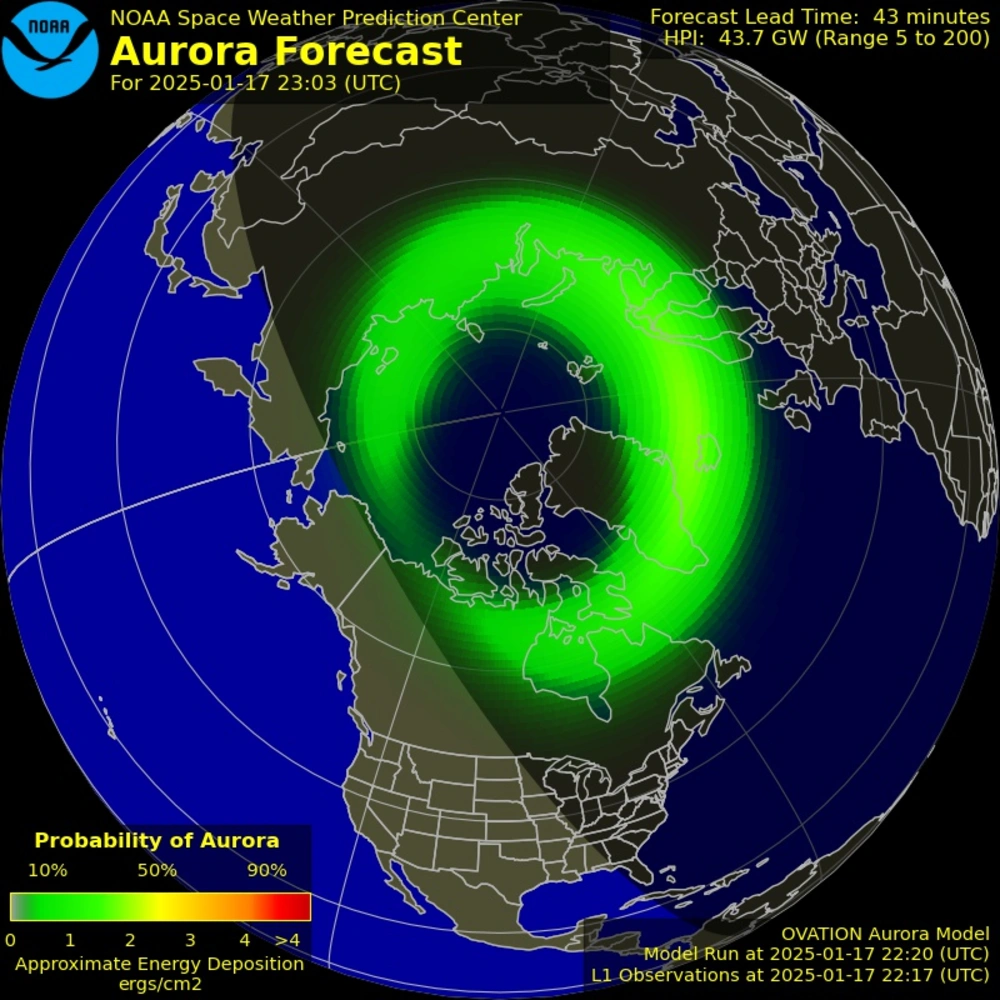 NOAA
NOAA Space Weather Prediction Center
Aurora Forecast
For 2025-01-17 23:03 (UTC)
Forecast Lead Time: 43 minutes
HPI: 43.7 GW (Range 5 to 200)
Probability of Aurora
10% 50% 90%
0 1 2 3 4 >4
Approximate Energy Deposition
ergs/cm2
OVATION Aurora Model
Model Run at 2025-01-17 22:20 (UTC)
L1 Observations at 2025-01-17 22:17 (UTC)